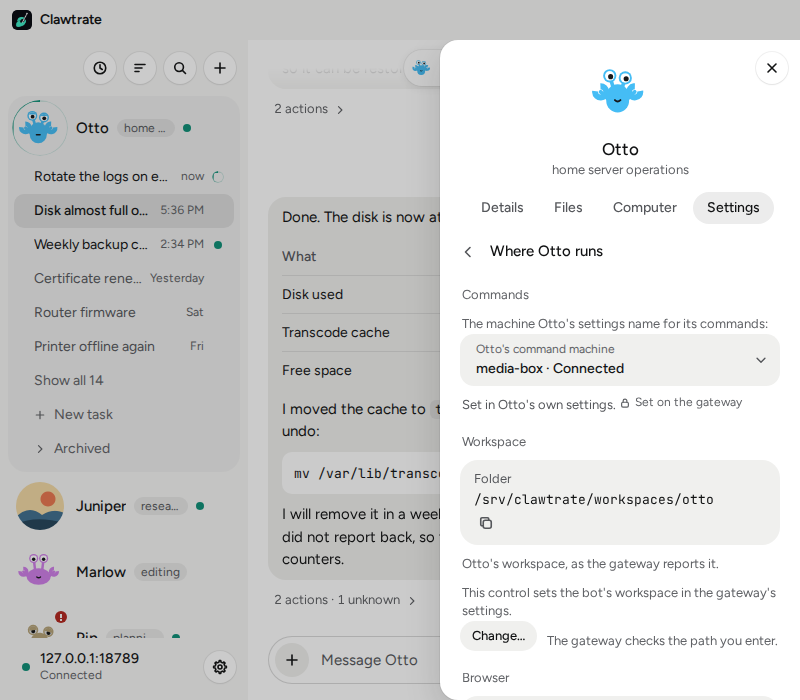 Clawtrate
Otto
home ...
Rotate the logs on e...
now
Disk almost full o...
5:36 PM
Weekly backup c...
2:34 PM
Certificate rene...
Yesterday
Router firmware
Sat
Printer offline again
Fri
Show all 14
New task
Archived
Juniper
resea...
Marlow
editing
Pip
planni...
127.0.0.1:18789
Connected
2 actions
Done. The disk is now at
What
Disk used
Transcode cache
Free space
I moved the cache to
undo:
mv /var/lib/transc
I will remove it in a week
did not report back, so
counters.
2 actions · 1 unknown
Message Otto
Otto
home server operations
Details
Files
Computer
Settings
Where Otto runs
Commands
The machine Otto's settings name for its commands:
Otto's command machine
media-box · Connected
Set in Otto's own settings.
Set on the gateway
Workspace
Folder
/srv/clawtrate/workspaces/otto
Otto's workspace, as the gateway reports it.
This control sets the bot's workspace in the gateway's
settings.
Change...
The gateway checks the path you enter.
Browser